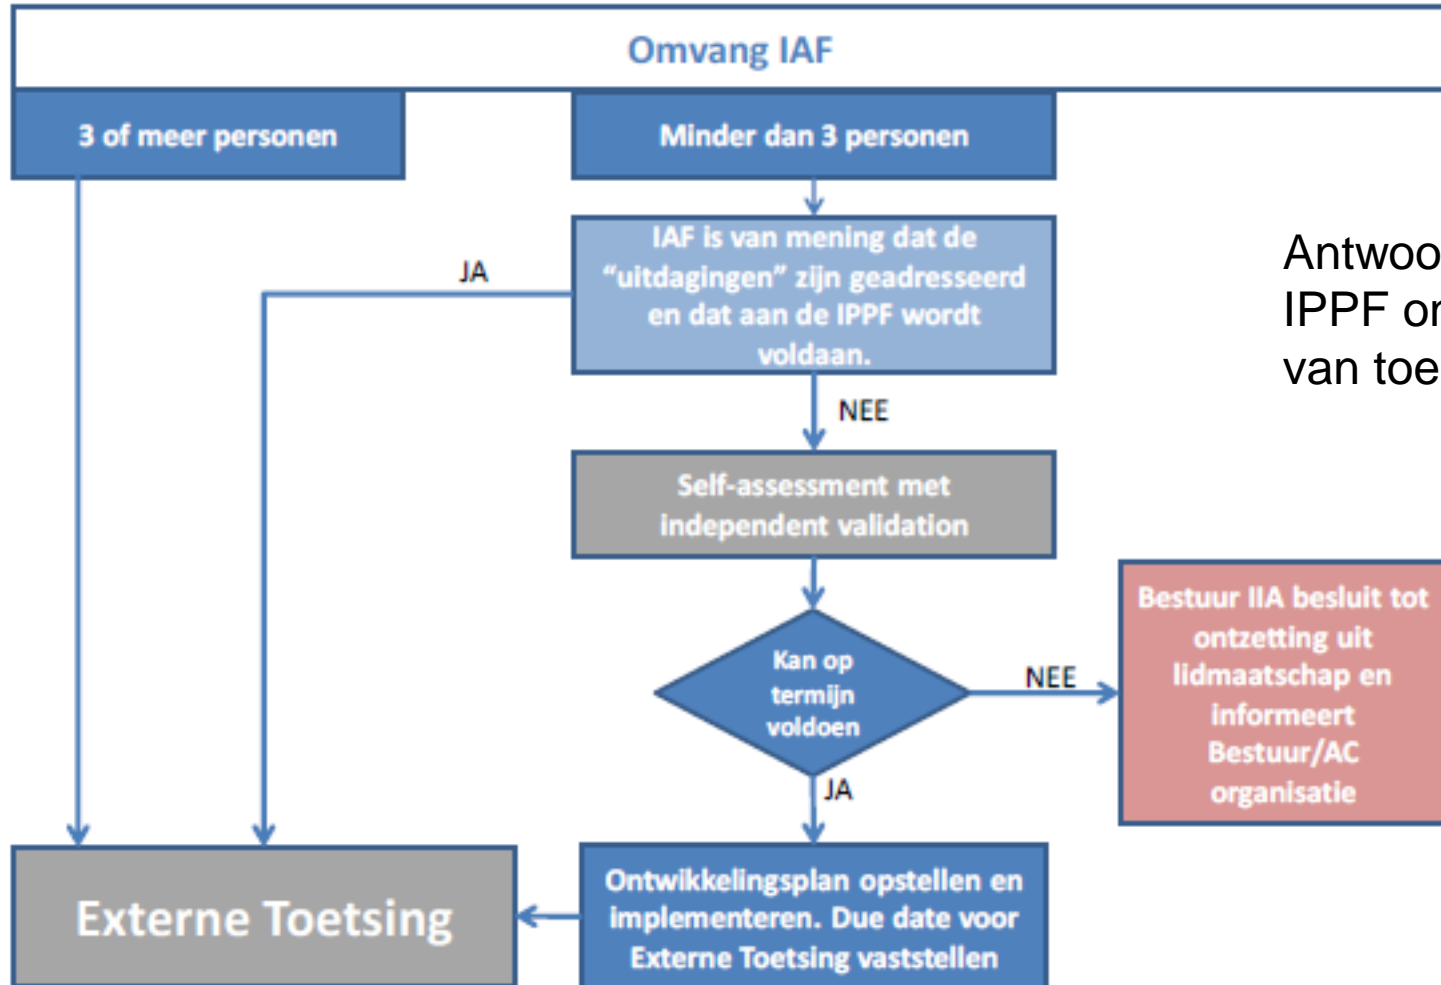 Omvang IAF
3 of meer personen
Minder dan 3 personen
IAF is van mening dat de
“uitdagingen” zijn geadresseerd
en dat aan de IPPF wordt
voldaan.
JA
NEE
Self-assessment met
independent validation
Kan op
termijn
voldoen
NEE
Bestuur IIA besluit tot
ontzetting uit
lidmaatschap en
informeert
Bestuur/AC
organisatie
JA
Ontwikkelingsplan opstellen en
implementeren. Due date voor
Externe Toetsing vaststellen
Externe Toetsing
IPPF
van